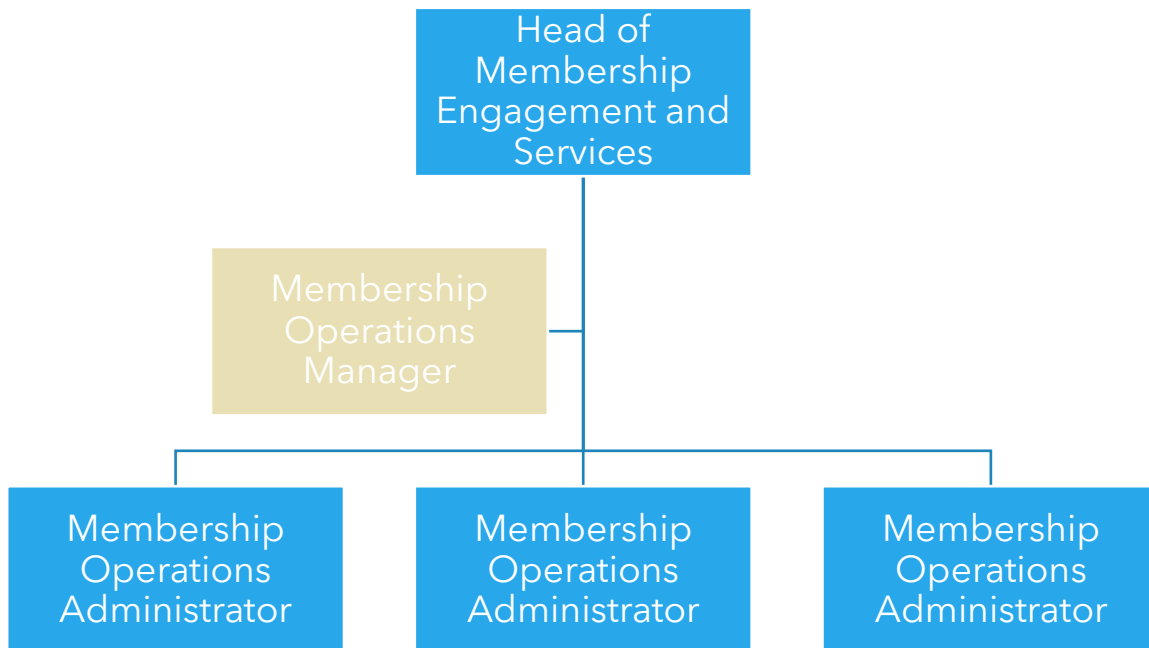 Head of
Membership
Engagement and
Services
Membership
Operations
Manager
Membership
Operations
Administrator
Membership
Operations
Administrator
Membership
Operations
Administrator